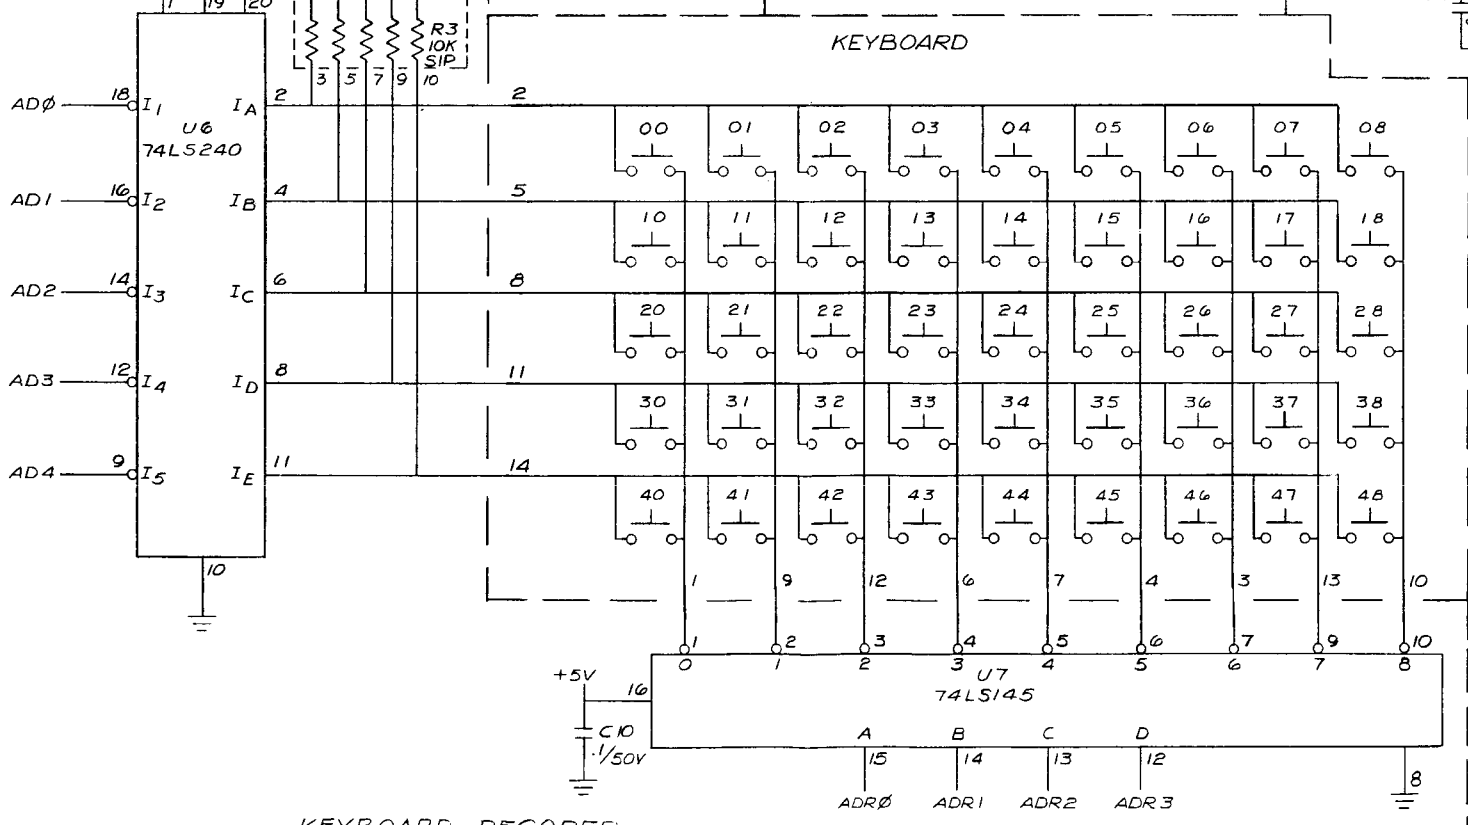 1 19 20
R3
10K
SIP
3 5 7 9 10
KEYBOARD
ADØ 18 I1 IA 2 2
U6
74LS240
00 01 02 03 04 05 06 07 08
AD1 16 I2 IB 4 5
10 11 12 13 14 15 16 17 18
AD2 14 I3 IC 6 8
20 21 22 23 24 25 26 27 28
AD3 12 I4 ID 8 11
30 31 32 33 34 35 36 37 38
AD4 9 I5 IE 11 14
40 41 42 43 44 45 46 47 48
10
1 9 12 6 7 4 3 13 10
1 2 3 4 5 6 7 9 10
0 1 2 3 4 5 6 7 8
+5V
16
U7
74LS145
C10
.1/50V
A B C D
15 14 13 12 8
ADRØ ADR1 ADR2 ADR3
KEYBOARD DECODER